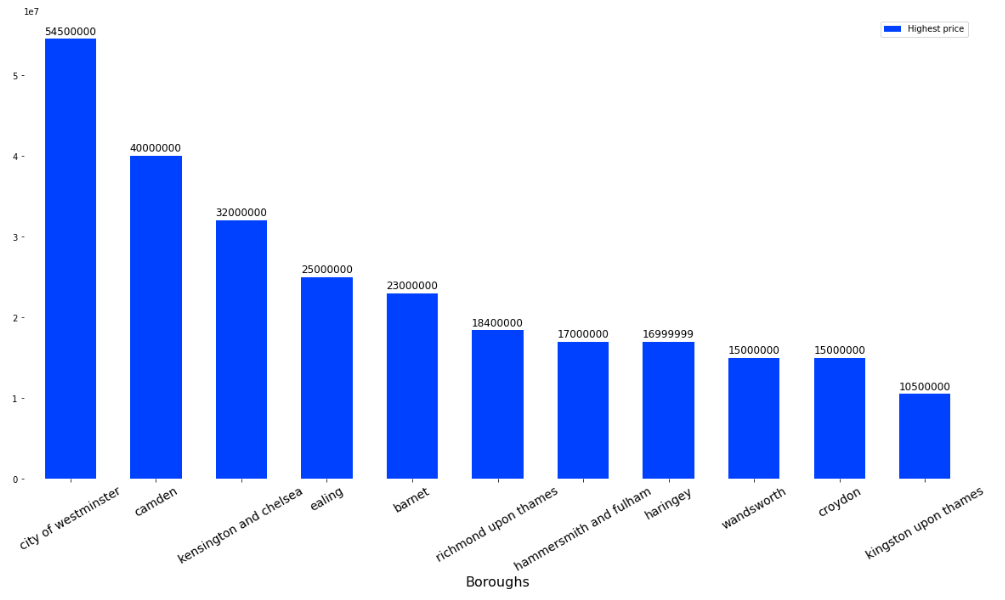 1e7
Highest price
54500000
40000000
32000000
25000000
23000000
18400000
17000000
16999999
15000000
15000000
10500000
5
4
3
2
1
0
city of westminster
camden
kensington and chelsea
ealing
barnet
richmond upon thames
hammersmith and fulham
haringey
wandsworth
croydon
kingston upon thames
Boroughs